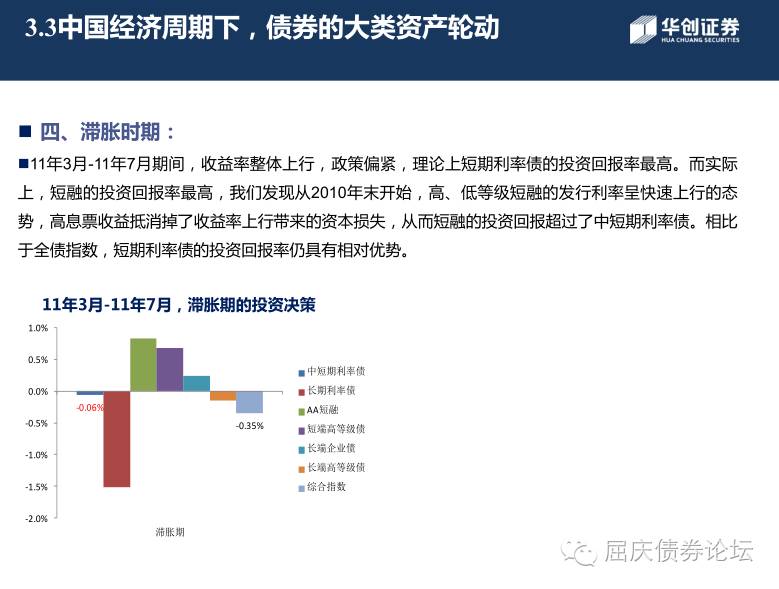 3.3中国经济周期下，债券的大类资产轮动
华创证券
HUA CHUANG SECURITIES
■ 四、滞胀时期：
■11年3月-11年7月期间，收益率整体上行，政策偏紧，理论上短期利率债的投资回报率最高。而实际
上，短融的投资回报率最高，我们发现从2010年末开始，高、低等级短融的发行利率呈快速上行的态
势，高息票收益抵消掉了收益率上行带来的资本损失，从而短融的投资回报超过了中短期利率债。相比
于全债指数，短期利率债的投资回报率仍具有相对优势。
11年3月-11年7月，滞胀期的投资决策
1.0%
0.5%
0.0%
-0.5%
-1.0%
-1.5%
-2.0%
-0.06%
-0.35%
滞胀期
中短期利率债
长期利率债
AA短融
短端高等级债
长端企业债
长端高等级债
综合指数
屈庆债券论坛